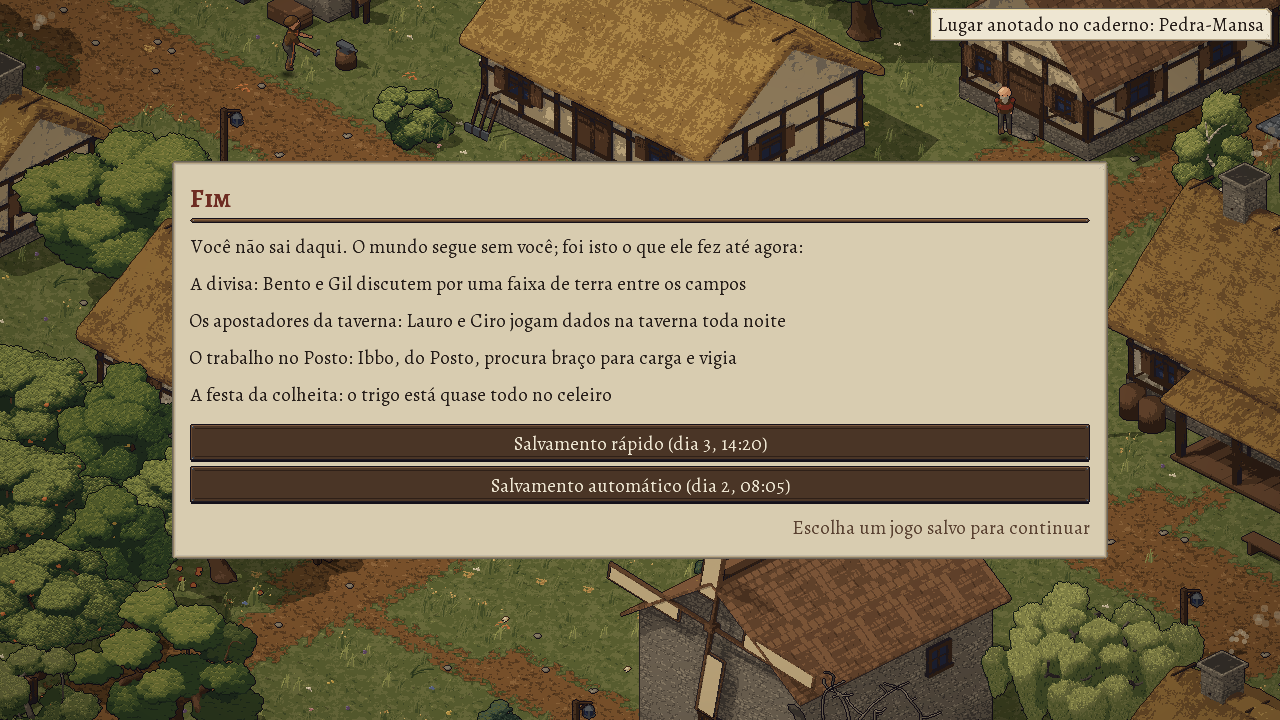 Lugar anotado no caderno: Pedra-Mansa
Fim
Você não sai daqui. O mundo segue sem você; foi isto o que ele fez até agora:
A divisa: Bento e Gil discutem por uma faixa de terra entre os campos
Os apostadores da taverna: Lauro e Ciro jogam dados na taverna toda noite
O trabalho no Posto: Ibbo, do Posto, procura braço para carga e vigia
A festa da colheita: o trigo está quase todo no celeiro
Salvamento rápido (dia 3, 14:20)
Salvamento automático (dia 2, 08:05)
Escolha um jogo salvo para continuar